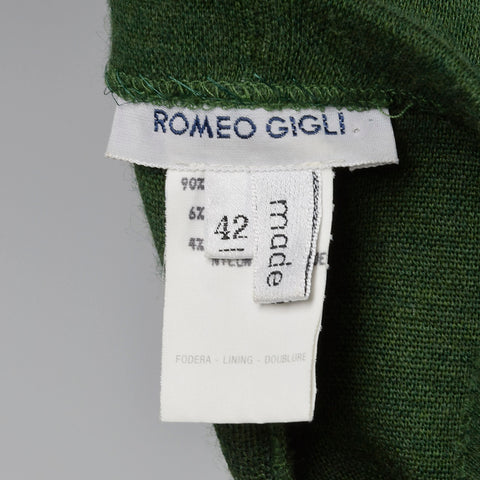 ROMEO GIGLI
90%
6%
4%
42
made
FODERA - LINING - DOUBLURE